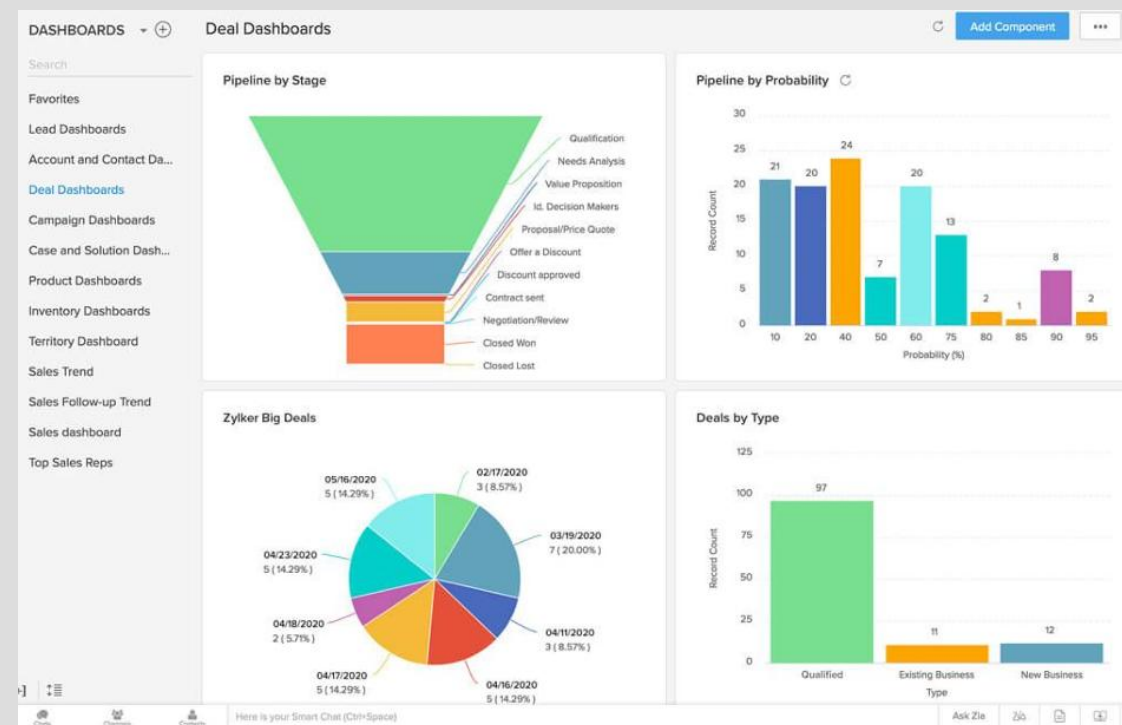 DASHBOARDS
Deal Dashboards
Add Component
Search
Favorites
Lead Dashboards
Account and Contact Da...
Deal Dashboards
Campaign Dashboards
Case and Solution Dash...
Product Dashboards
Inventory Dashboards
Territory Dashboard
Sales Trend
Sales Follow-up Trend
Sales dashboard
Top Sales Reps
Pipeline by Stage
Qualification
Needs Analysis
Value Proposition
Id. Decision Makers
Proposal/Price Quote
Offer a Discount
Discount approved
Contract sent
Negotiation/Review
Closed Won
Closed Lost
Pipeline by Probability
Record Count
30
25
20
15
10
5
0
21
20
24
7
20
13
2
1
8
2
10 20 40 50 60 75 80 85 90 95
Probability (%)
Zylker Big Deals
02/17/2020
3 ( 8.57% )
03/19/2020
7 ( 20.00% )
04/11/2020
3 ( 8.57% )
04/16/2020
5 ( 14.29% )
04/17/2020
5 ( 14.29% )
04/18/2020
2 ( 5.71% )
04/23/2020
5 ( 14.29% )
05/16/2020
5 ( 14.29% )
Deals by Type
Record Count
125
100
75
50
25
0
97
11
12
Qualified Existing Business New Business
Type
Here is your Smart Chat (Ctrl+Space)
Ask Zia